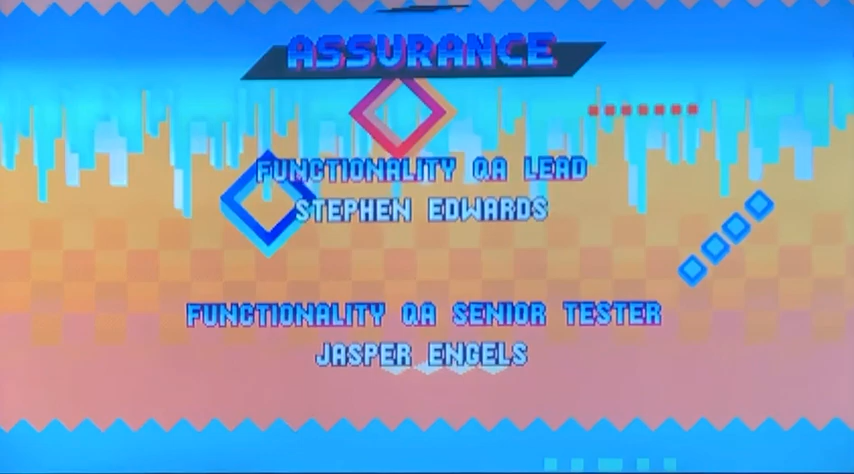 ASSURANCE
FUNCTIONALITY QA LEAD
STEPHEN EDWARDS
FUNCTIONALITY QA SENIOR TESTER
JASPER ENGELS